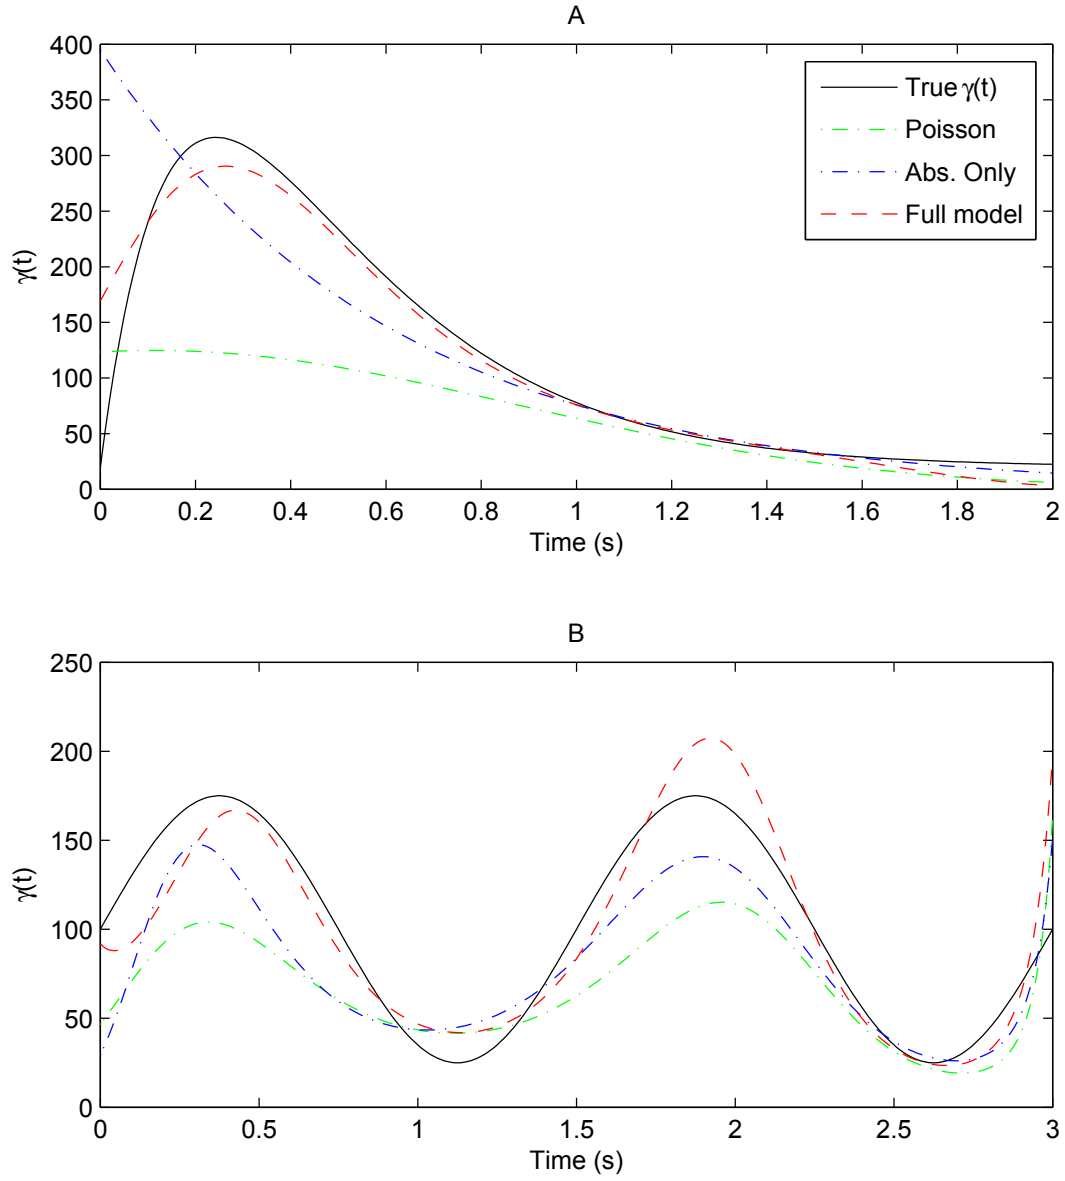 A
400
350
300
250
200
150
100
50
0
γ(t)
True γ(t)
Poisson
Abs. Only
Full model
0 0.2 0.4 0.6 0.8 1 1.2 1.4 1.6 1.8 2
Time (s)
B
250
200
150
100
50
0
γ(t)
0 0.5 1 1.5 2 2.5 3
Time (s)